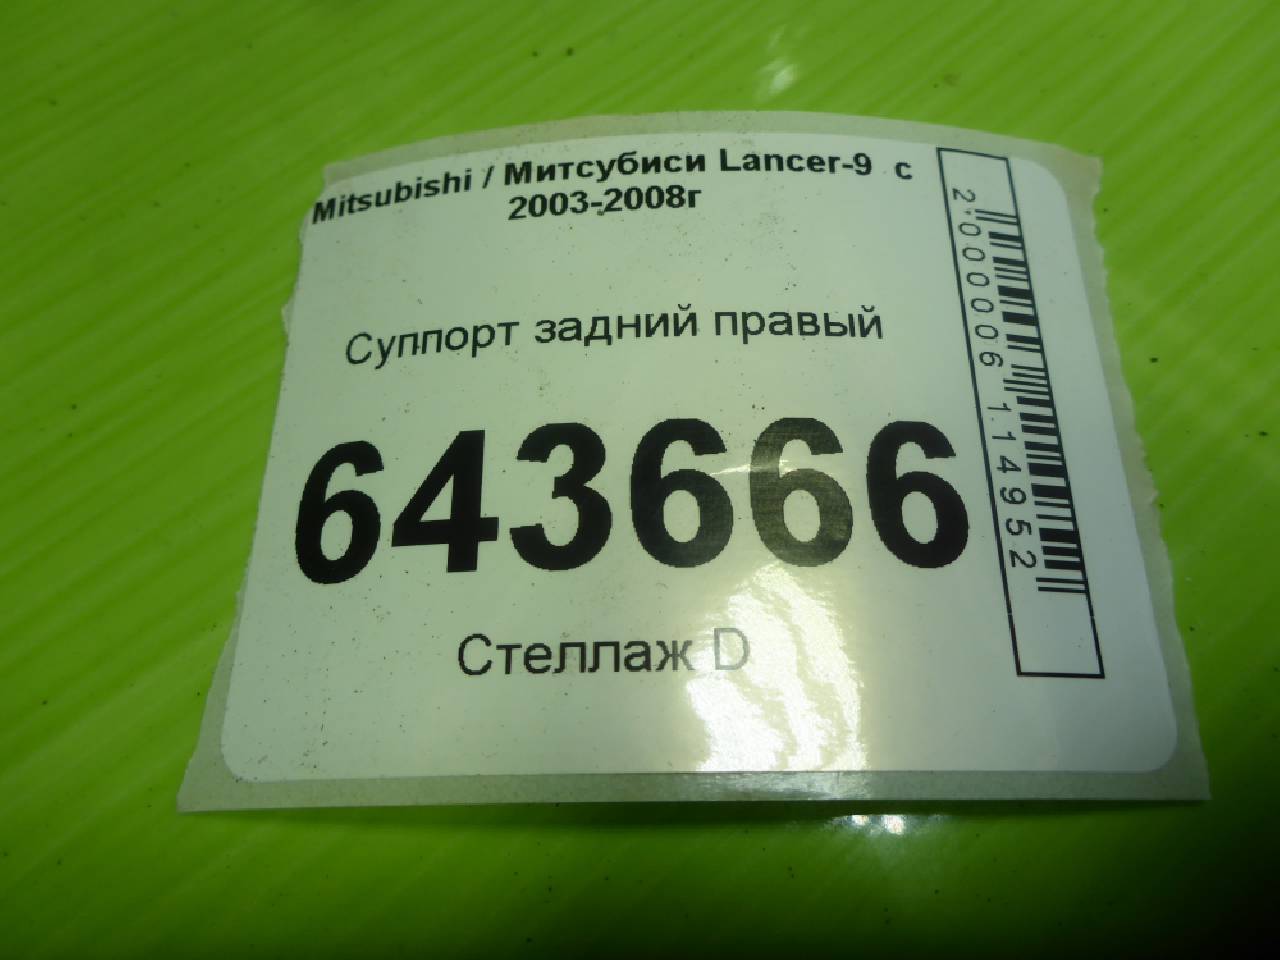 Mitsubishi / Митсубиси Lancer-9 с
2003-2008г
Суппорт задний правый
643666
Стеллаж D
2000006114952